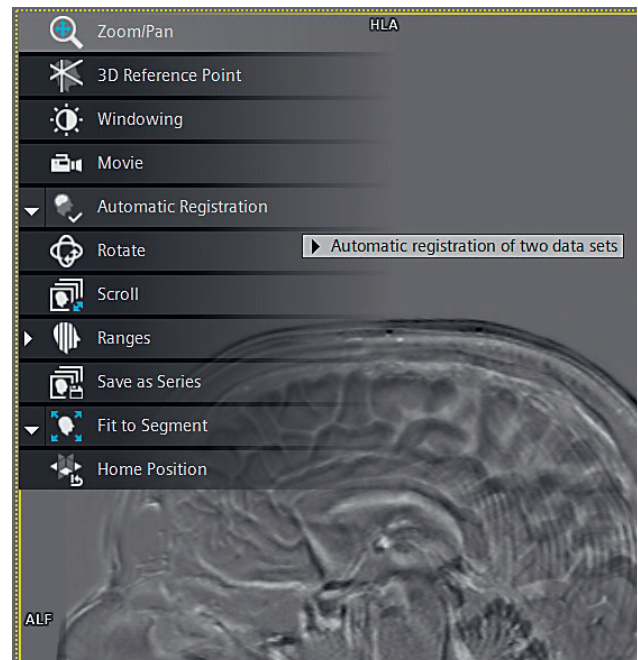 Zoom/Pan
HLA
3D Reference Point
Windowing
Movie
Automatic Registration
Rotate
Automatic registration of two data sets
Scroll
Ranges
Save as Series
Fit to Segment
Home Position
ALF